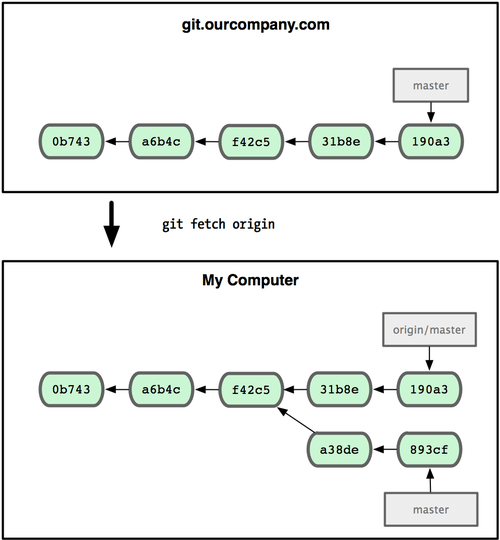 git.ourcompany.com
master
0b743 a6b4c f42c5 31b8e 190a3
git fetch origin
My Computer
origin/master
0b743 a6b4c f42c5 31b8e 190a3
a38de 893cf
master